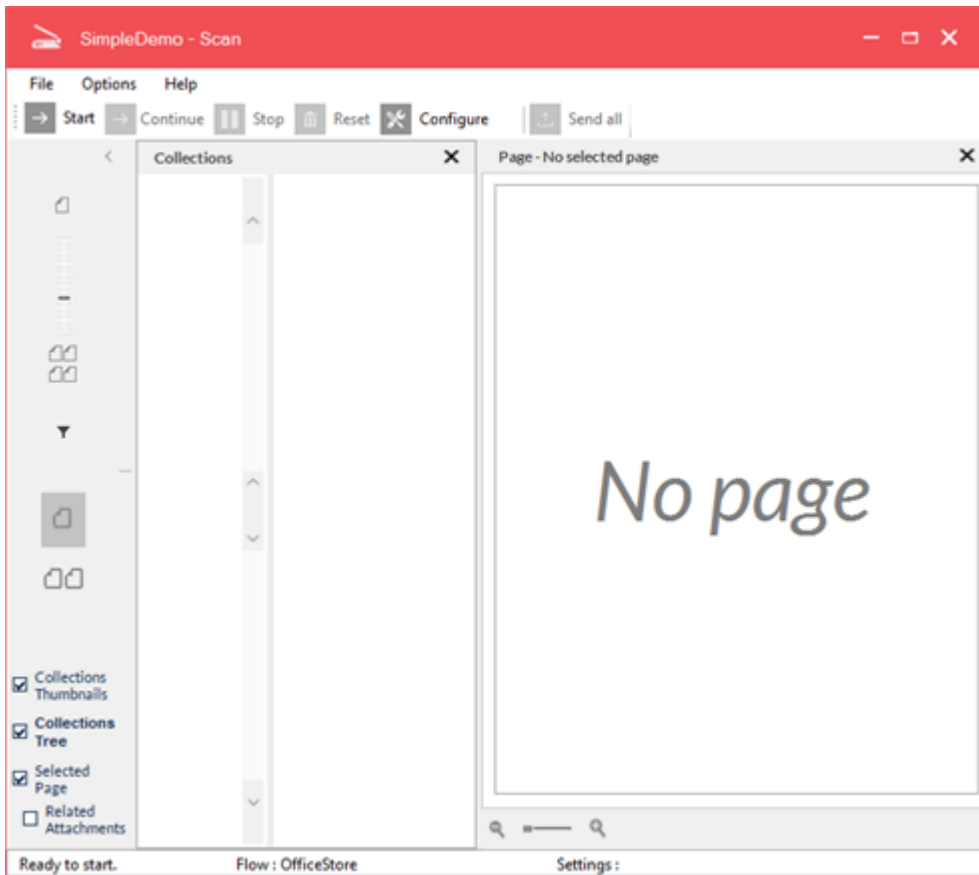 SimpleDemo - Scan
File Options Help
Start Continue Stop Reset Configure Send all
Collections
Page - No selected page
No page
Collections
Thumbnails
Collections
Tree
Selected
Page
Related
Attachments
Ready to start. Flow : OfficeStore Settings :